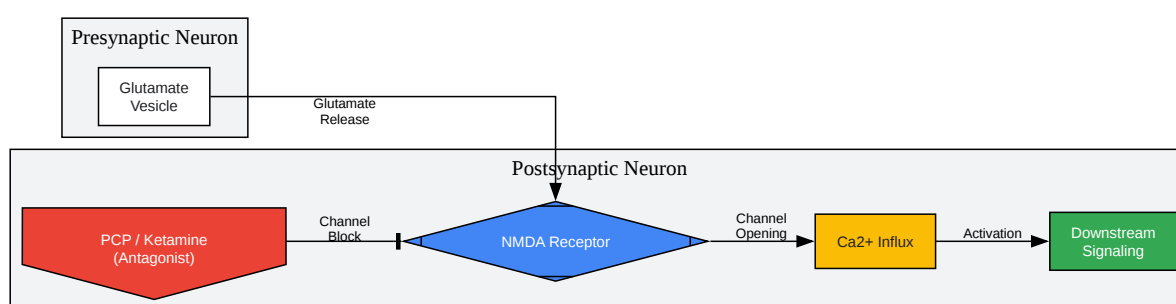 Presynaptic Neuron
Glutamate
Vesicle
Glutamate
Release
Postsynaptic Neuron
PCP / Ketamine
(Antagonist)
Channel
Block
NMDA Receptor
Channel
Opening
Ca2+ Influx
Activation
Downstream
Signaling